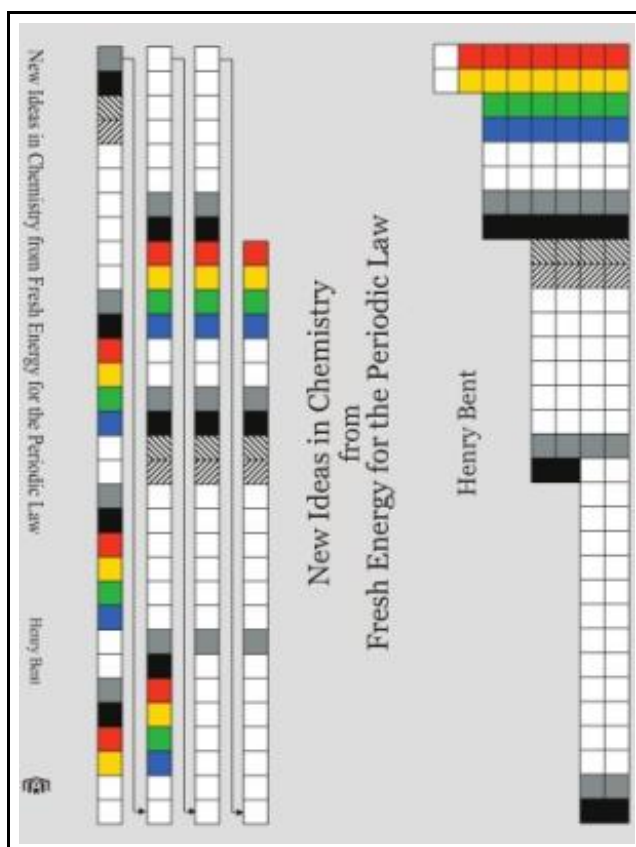 New Ideas in Chemistry from Fresh Energy for the Periodic Law
Henry Bent
New Ideas in Chemistry
from
Fresh Energy for the Periodic Law
Henry Bent